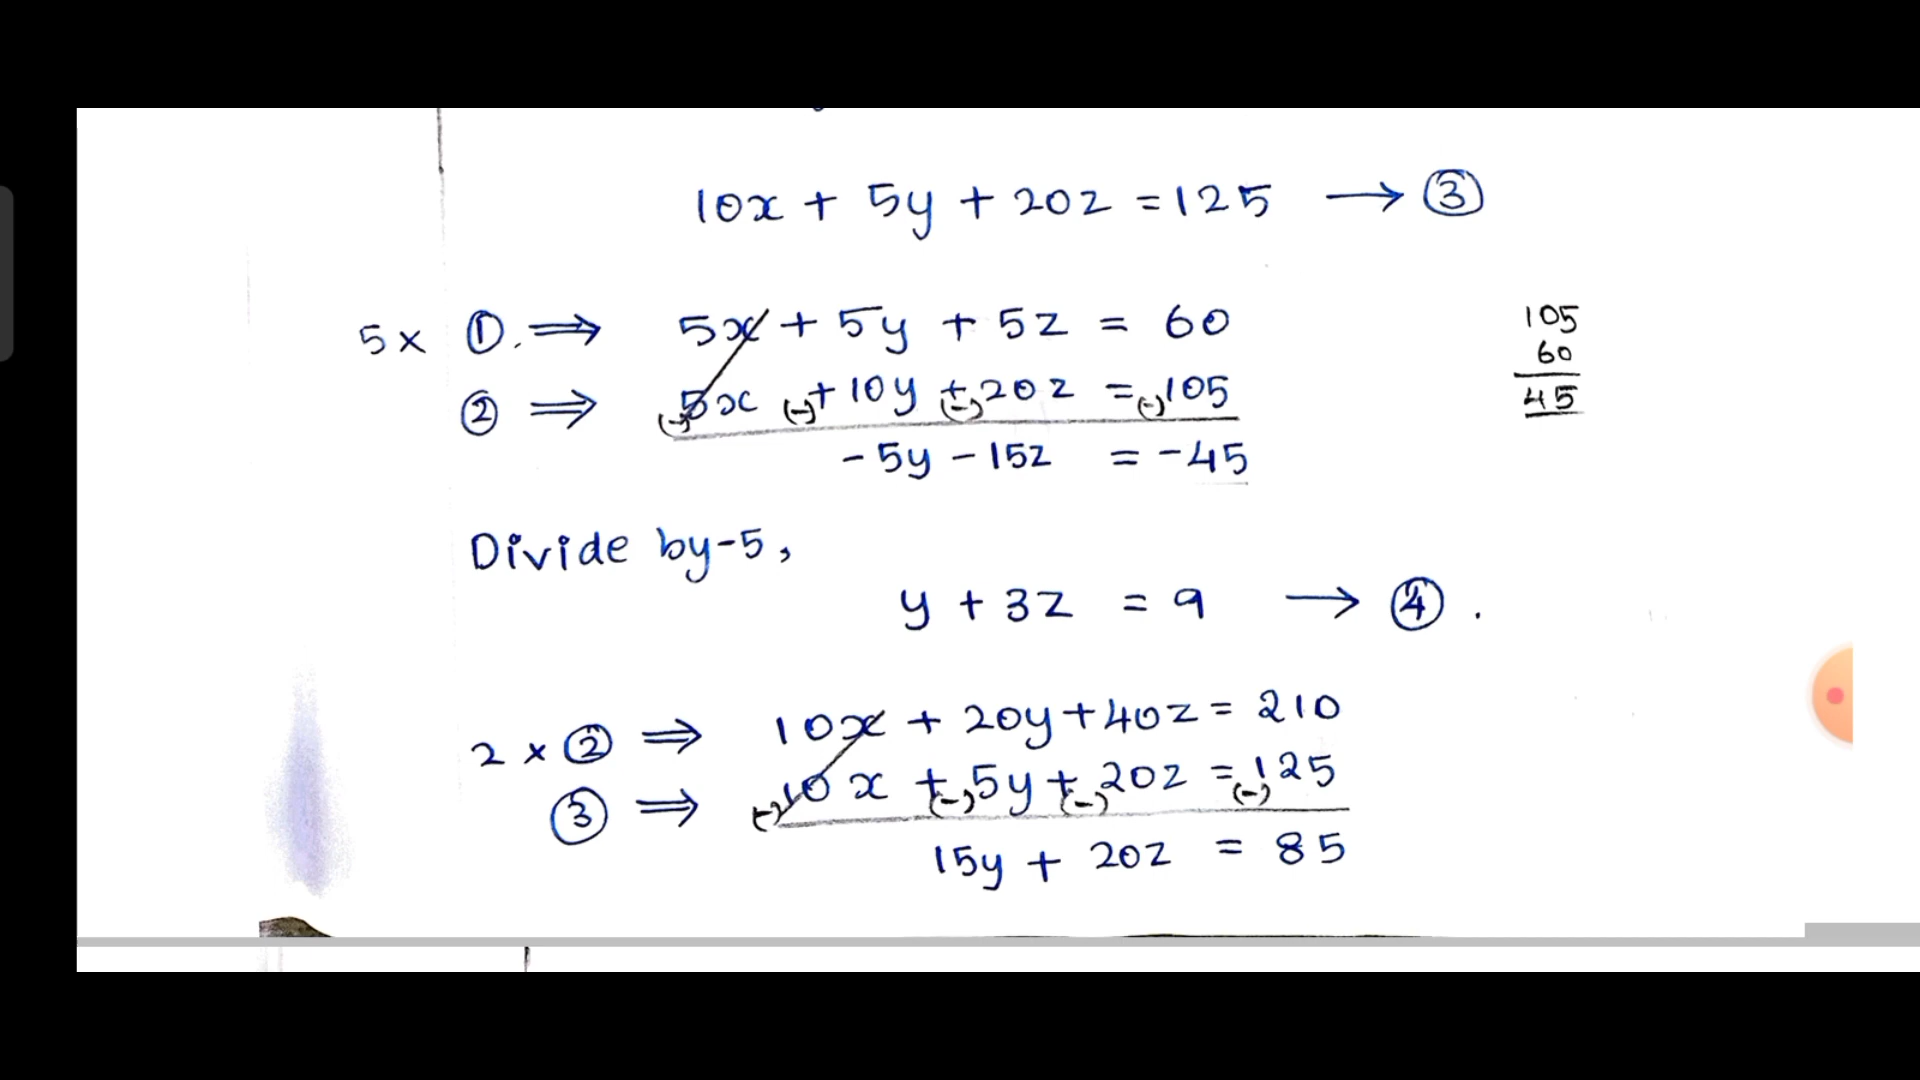 10x + 5y + 20z = 125 → ③
5 × ① ⇒ 5x + 5y + 5z = 60
② ⇒ 5x + 10y + 20z = 105
(-) (-) (-) (-)
- 5y - 15z = - 45
105
60
45
Divide by -5,
y + 3z = 9 → ④ .
2 × ② ⇒ 10x + 20y + 40z = 210
③ ⇒ 10x + 5y + 20z = 125
(-) (-) (-) (-)
15y + 20z = 85